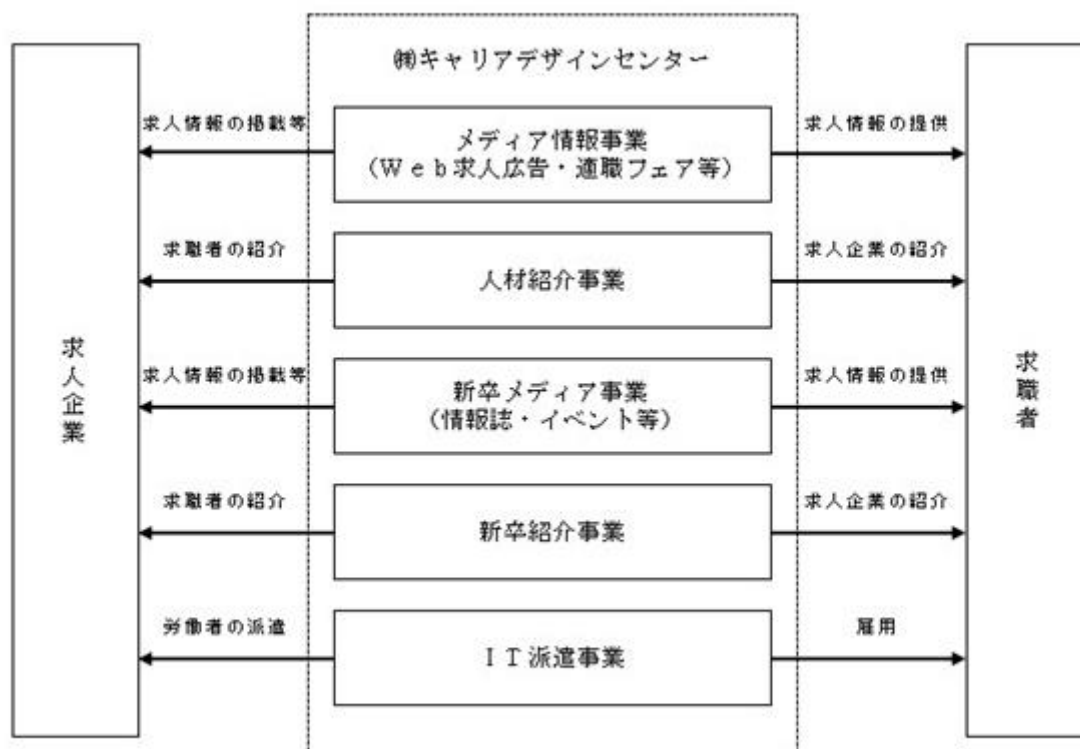 ㈱キャリアデザインセンター
求人情報の掲載等
メディア情報事業
（Ｗｅｂ求人広告・適職フェア等）
求人情報の提供
求職者の紹介
人材紹介事業
求人企業の紹介
求人企業
求人情報の掲載等
新卒メディア事業
（情報誌・イベント等）
求人情報の提供
求職者
求職者の紹介
新卒紹介事業
求人企業の紹介
労働者の派遣
ＩＴ派遣事業
雇用